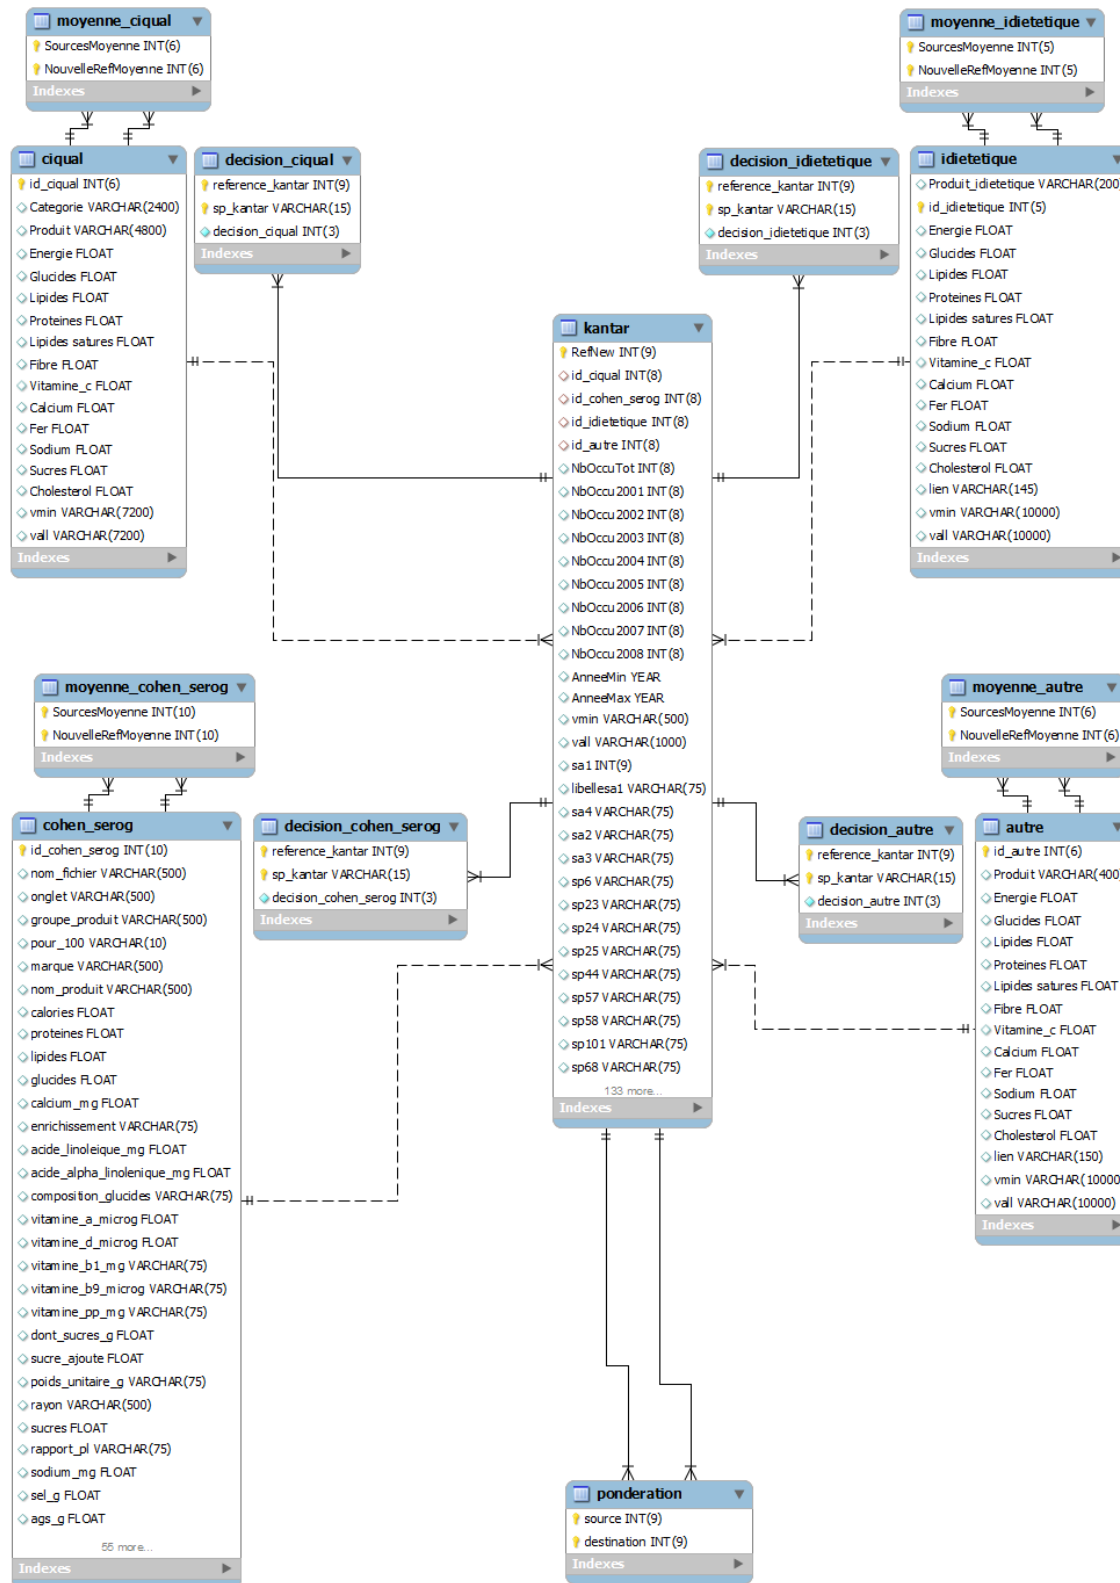 moyenne_ciqual
SourcesMoyenne INT(6)
NouvelleRefMoyenne INT(6)
Indexes
moyenne_idietetique
SourcesMoyenne INT(5)
NouvelleRefMoyenne INT(5)
Indexes
ciqual
id_ciqual INT(6)
Categorie VARCHAR(2400)
Produit VARCHAR(4800)
Energie FLOAT
Glucides FLOAT
Lipides FLOAT
Proteines FLOAT
Lipides satures FLOAT
Fibre FLOAT
Vitamine_c FLOAT
Calcium FLOAT
Fer FLOAT
Sodium FLOAT
Sucres FLOAT
Cholesterol FLOAT
vmin VARCHAR(7200)
vall VARCHAR(7200)
Indexes
decision_ciqual
reference_kantar INT(9)
sp_kantar VARCHAR(15)
decision_ciqual INT(3)
Indexes
decision_idietetique
reference_kantar INT(9)
sp_kantar VARCHAR(15)
decision_idietetique INT(3)
Indexes
idietetique
Produit_idietetique VARCHAR(200)
id_idietetique INT(5)
Energie FLOAT
Glucides FLOAT
Lipides FLOAT
Proteines FLOAT
Lipides satures FLOAT
Fibre FLOAT
Vitamine_c FLOAT
Calcium FLOAT
Fer FLOAT
Sodium FLOAT
Sucres FLOAT
Cholesterol FLOAT
lien VARCHAR(145)
vmin VARCHAR(10000)
vall VARCHAR(10000)
Indexes
kantar
RefNew INT(9)
id_ciqual INT(8)
id_cohen_serog INT(8)
id_idietetique INT(8)
id_autre INT(8)
NbOccuTot INT(8)
NbOccu2001 INT(8)
NbOccu2002 INT(8)
NbOccu2003 INT(8)
NbOccu2004 INT(8)
NbOccu2005 INT(8)
NbOccu2006 INT(8)
NbOccu2007 INT(8)
NbOccu2008 INT(8)
AnneeMin YEAR
AnneeMax YEAR
vmin VARCHAR(500)
vall VARCHAR(1000)
sa1 INT(9)
libellesa1 VARCHAR(75)
sa4 VARCHAR(75)
sa2 VARCHAR(75)
sa3 VARCHAR(75)
sp6 VARCHAR(75)
sp23 VARCHAR(75)
sp24 VARCHAR(75)
sp25 VARCHAR(75)
sp44 VARCHAR(75)
sp57 VARCHAR(75)
sp58 VARCHAR(75)
sp101 VARCHAR(75)
sp68 VARCHAR(75)
133 more...
Indexes
moyenne_cohen_serog
SourcesMoyenne INT(10)
NouvelleRefMoyenne INT(10)
Indexes
moyenne_autre
SourcesMoyenne INT(6)
NouvelleRefMoyenne INT(6)
Indexes
cohen_serog
id_cohen_serog INT(10)
nom_fichier VARCHAR(500)
onglet VARCHAR(500)
groupe_produit VARCHAR(500)
pour_100 VARCHAR(10)
marque VARCHAR(500)
nom_produit VARCHAR(500)
calories FLOAT
proteines FLOAT
lipides FLOAT
glucides FLOAT
calcium_mg FLOAT
enrichissement VARCHAR(75)
acide_linoleique_mg FLOAT
acide_alpha_linolenique_mg FLOAT
composition_glucides VARCHAR(75)
vitamine_a_microg FLOAT
vitamine_d_microg FLOAT
vitamine_b1_mg VARCHAR(75)
vitamine_b9_microg VARCHAR(75)
vitamine_pp_mg VARCHAR(75)
dont_sucres_g FLOAT
sucre_ajoute FLOAT
poids_unitaire_g VARCHAR(75)
rayon VARCHAR(500)
sucres FLOAT
rapport_pl VARCHAR(75)
sodium_mg FLOAT
sel_g FLOAT
ags_g FLOAT
55 more...
Indexes
decision_cohen_serog
reference_kantar INT(9)
sp_kantar VARCHAR(15)
decision_cohen_serog INT(3)
Indexes
decision_autre
reference_kantar INT(9)
sp_kantar VARCHAR(15)
decision_autre INT(3)
Indexes
autre
id_autre INT(6)
Produit VARCHAR(400
Energie FLOAT
Glucides FLOAT
Lipides FLOAT
Proteines FLOAT
Lipides satures FLOAT
Fibre FLOAT
Vitamine_c FLOAT
Calcium FLOAT
Fer FLOAT
Sodium FLOAT
Sucres FLOAT
Cholesterol FLOAT
lien VARCHAR(150)
vmin VARCHAR(10000
vall VARCHAR(10000)
Indexes
ponderation
source INT(9)
destination INT(9)
Indexes